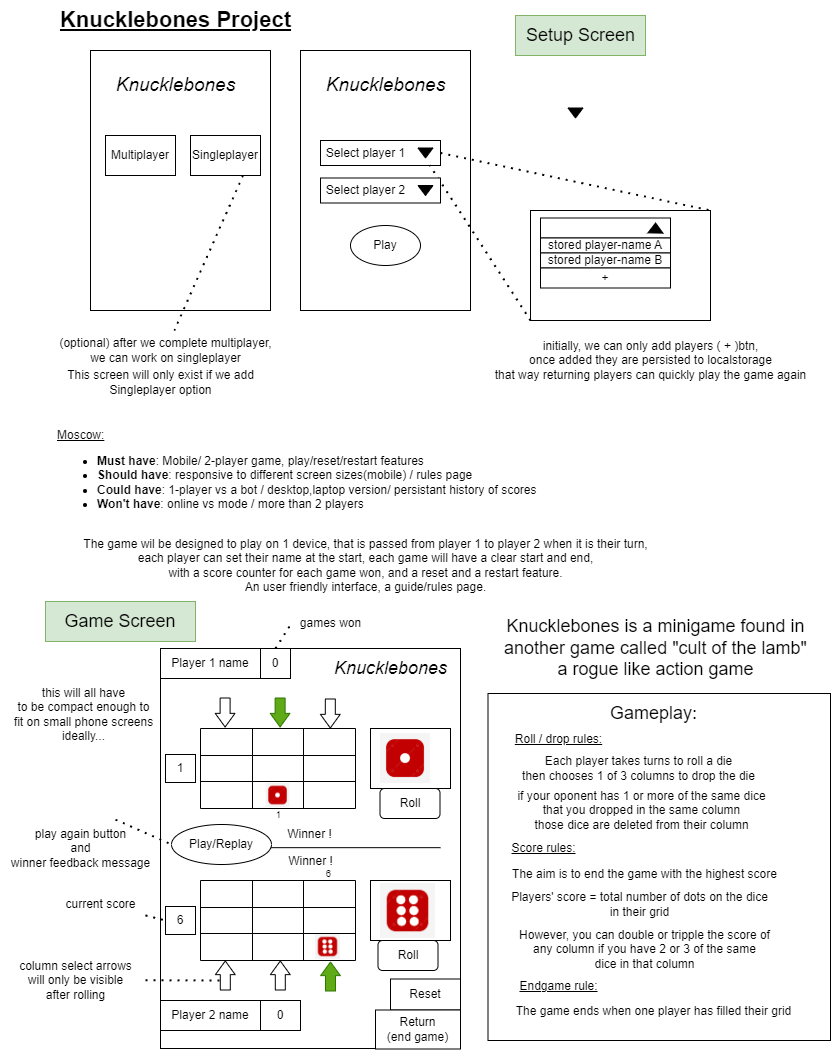 Knucklebones Project
Setup Screen
Knucklebones
Multiplayer
Singleplayer
Knucklebones
Select player 1
Select player 2
Play
stored player-name A
stored player-name B
+
(optional) after we complete multiplayer,
we can work on singleplayer
This screen will only exist if we add
Singleplayer option
initially, we can only add players ( + )btn,
once added they are persisted to localstorage
that way returning players can quickly play the game again
Moscow:
• Must have: Mobile/ 2-player game, play/reset/restart features
• Should have: responsive to different screen sizes(mobile) / rules page
• Could have: 1-player vs a bot / desktop,laptop version/ persistant history of scores
• Won't have: online vs mode / more than 2 players
The game wil be designed to play on 1 device, that is passed from player 1 to player 2 when it is their turn,
each player can set their name at the start, each game will have a clear start and end,
with a score counter for each game won, and a reset and a restart feature.
An user friendly interface, a guide/rules page.
Game Screen
games won
Player 1 name
0
Knucklebones
this will all have
to be compact enough to
fit on small phone screens
ideally...
1
1
Roll
play again button
and
winner feedback message
Play/Replay
Winner !
Winner !
6
current score
6
Roll
column select arrows
will only be visible
after rolling
Reset
Player 2 name
0
Return
(end game)
Knucklebones is a minigame found in
another game called "cult of the lamb"
a rogue like action game
Gameplay:
Roll / drop rules:
Each player takes turns to roll a die
then chooses 1 of 3 columns to drop the die
if your oponent has 1 or more of the same dice
that you dropped in the same column
those dice are deleted from their column
Score rules:
The aim is to end the game with the highest score
Players' score = total number of dots on the dice
in their grid
However, you can double or tripple the score of
any column if you have 2 or 3 of the same
dice in that column
Endgame rule:
The game ends when one player has filled their grid